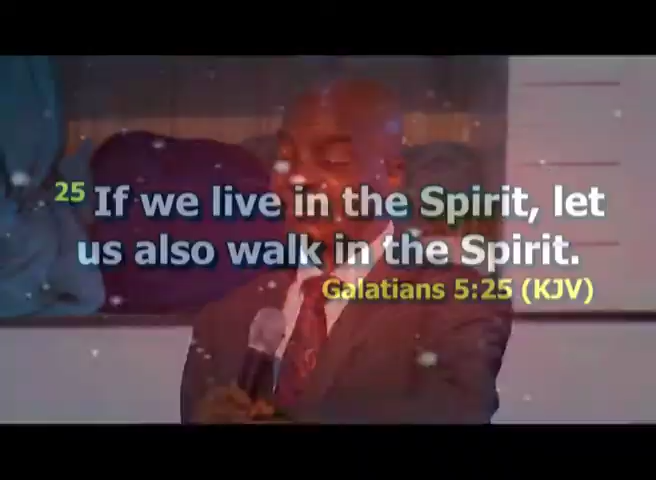 25 If we live in the Spirit, let
us also walk in the Spirit.
Galatians 5:25 (KJV)